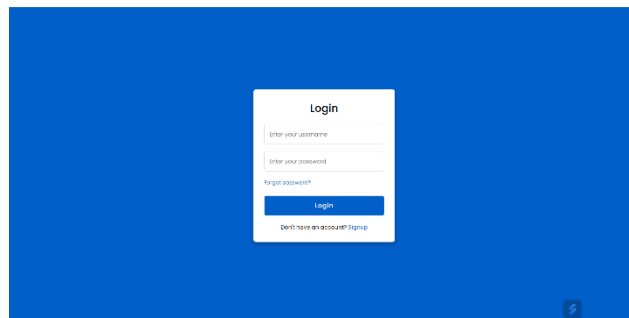 Login
Enter your username
Enter your password
Forgot password?
Login
Don't have an account? Signup